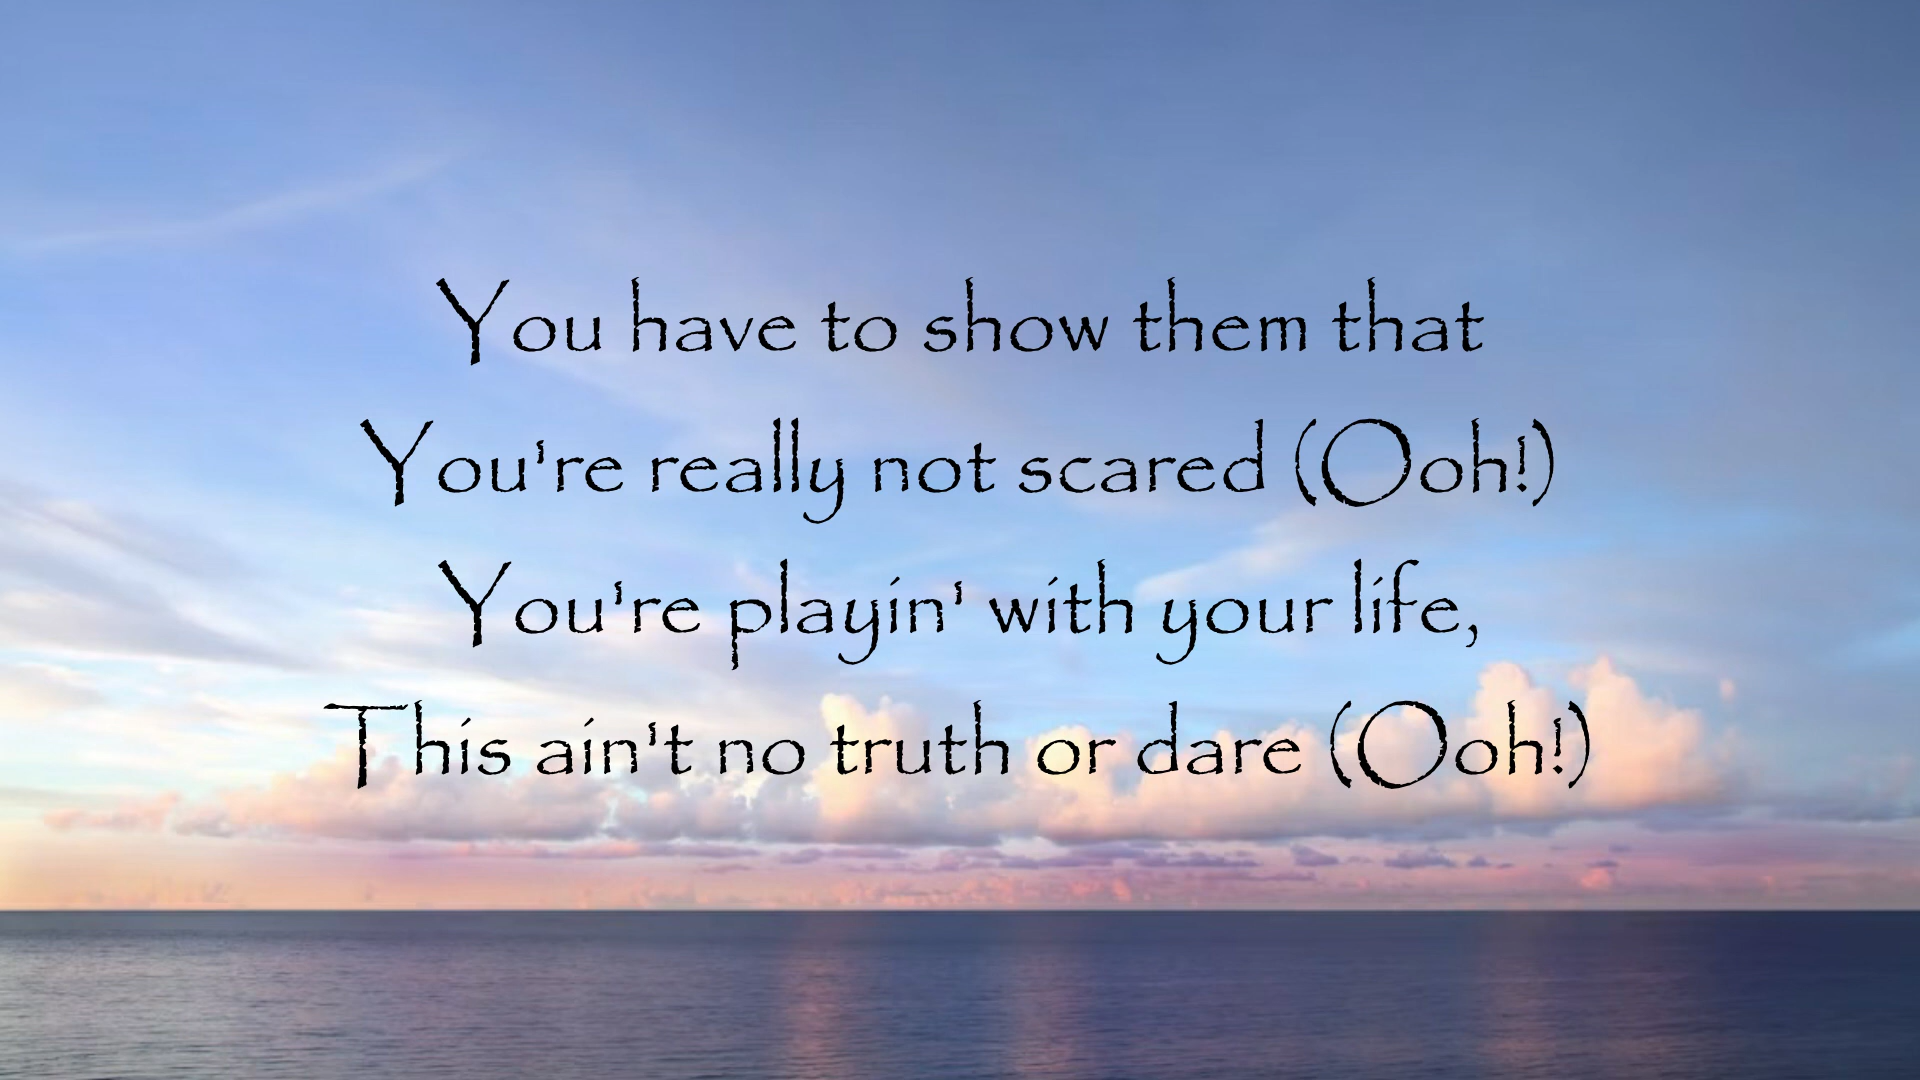 You have to show them that
You're really not scared (Ooh!)
You're playin' with your life,
This ain't no truth or dare (Ooh!)